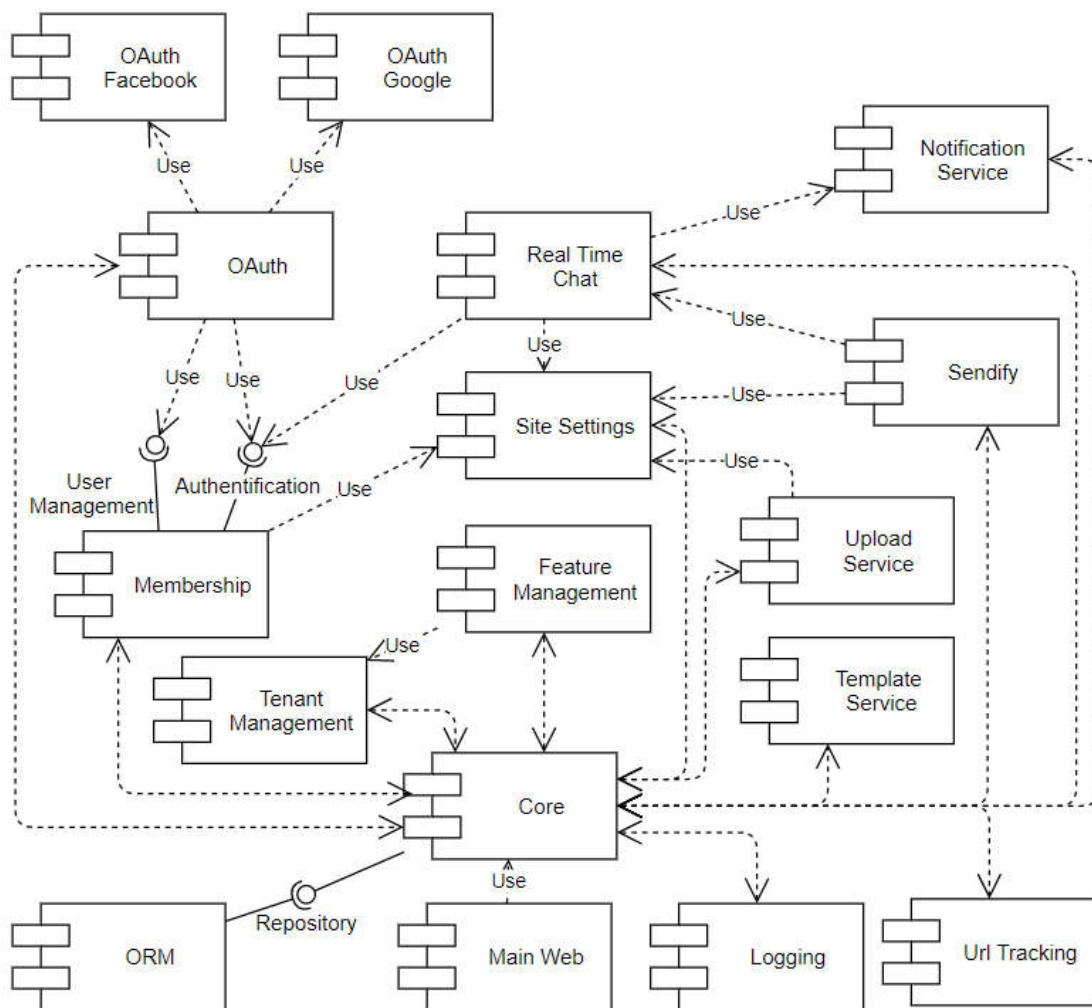 OAuth
Facebook
OAuth
Google
Use
Use
Notification
Service
Use
OAuth
Real Time
Chat
Use
Sendify
Use
Use
Use
Use
Use
Site Settings
User
Management
Authentification
Use
Use
Upload
Service
Membership
Feature
Management
Use
Template
Service
Tenant
Management
Core
Use
Repository
ORM
Main Web
Logging
Url Tracking